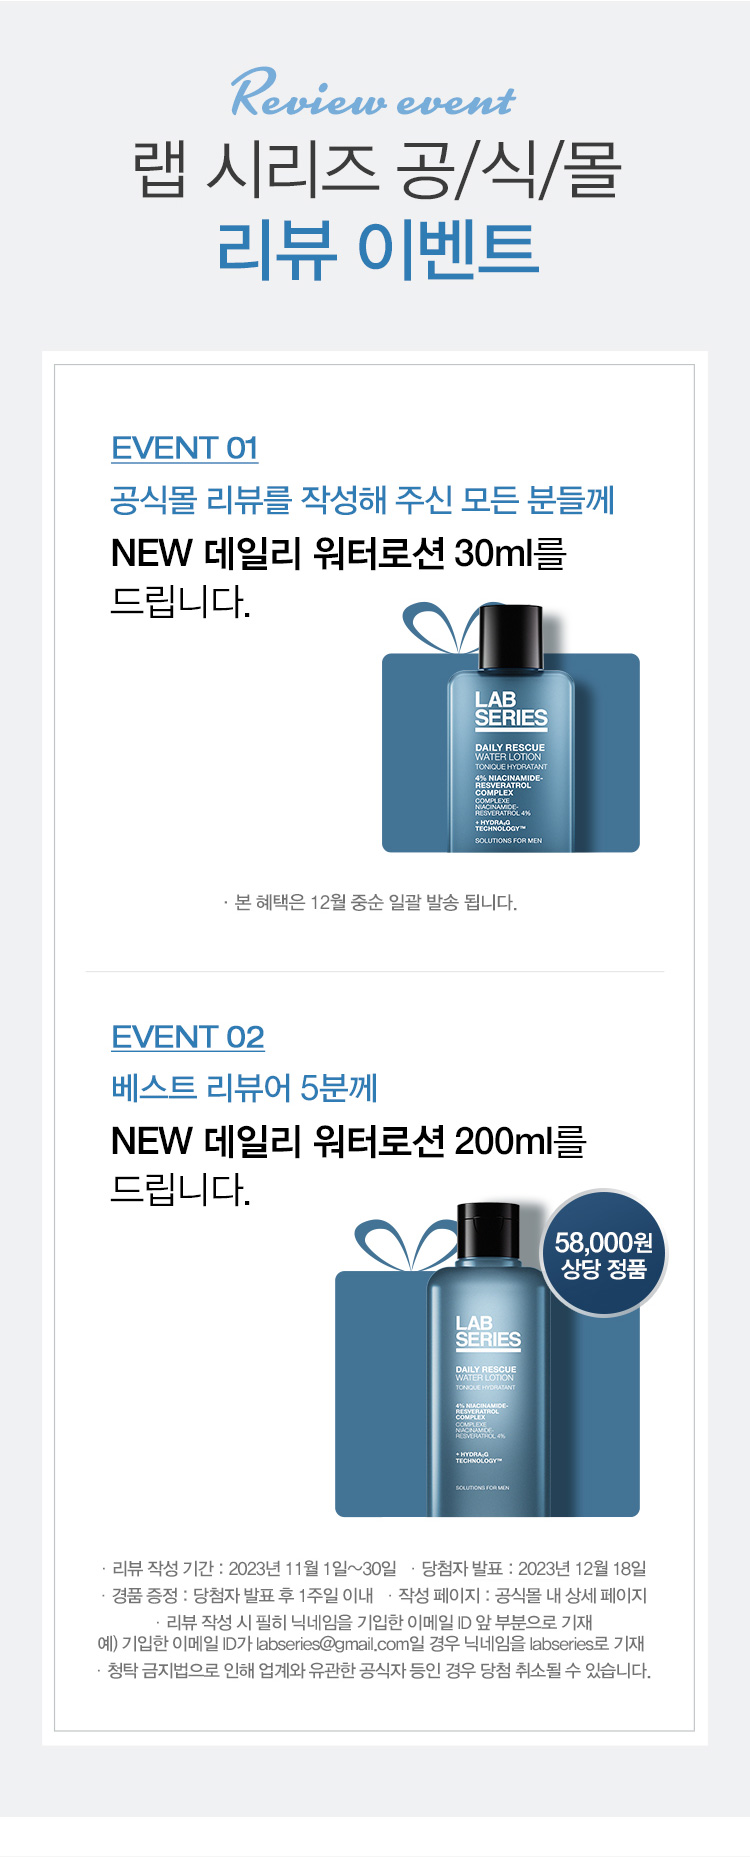 Review event
랩 시리즈 공/식/몰
리뷰 이벤트
EVENT 01
공식몰 리뷰를 작성해 주신 모든 분들께
NEW 데일리 워터로션 30ml를
드립니다.
LAB
SERIES
DAILY RESCUE
WATER LOTION
TONIQUE HYDRATANT
4% NIACINAMIDE-
RESVERATROL
COMPLEX
COMPLEXE
NIACINAMIDE-
RESVERATROL 4%
+ HYDRA₂G
TECHNOLOGY™
SOLUTIONS FOR MEN
· 본 혜택은 12월 중순 일괄 발송 됩니다.
EVENT 02
베스트 리뷰어 5분께
NEW 데일리 워터로션 200ml를
드립니다.
58,000원
상당 정품
LAB
SERIES
DAILY RESCUE
WATER LOTION
TONIQUE HYDRATANT
4% NIACINAMIDE-
RESVERATROL
COMPLEX
COMPLEXE
NIACINAMIDE-
RESVERATROL 4%
+ HYDRA₂G
TECHNOLOGY™
SOLUTIONS FOR MEN
· 리뷰 작성 기간 : 2023년 11월 1일~30일 · 당첨자 발표 : 2023년 12월 18일
· 경품 증정 : 당첨자 발표 후 1주일 이내 · 작성 페이지 : 공식몰 내 상세 페이지
· 리뷰 작성 시 필히 닉네임을 기입한 이메일 ID 앞 부분으로 기재
예) 기입한 이메일 ID가 labseries@gmail.com일 경우 닉네임을 labseries로 기재
· 청탁 금지법으로 인해 업계와 유관한 공식자 등인 경우 당첨 취소될 수 있습니다.